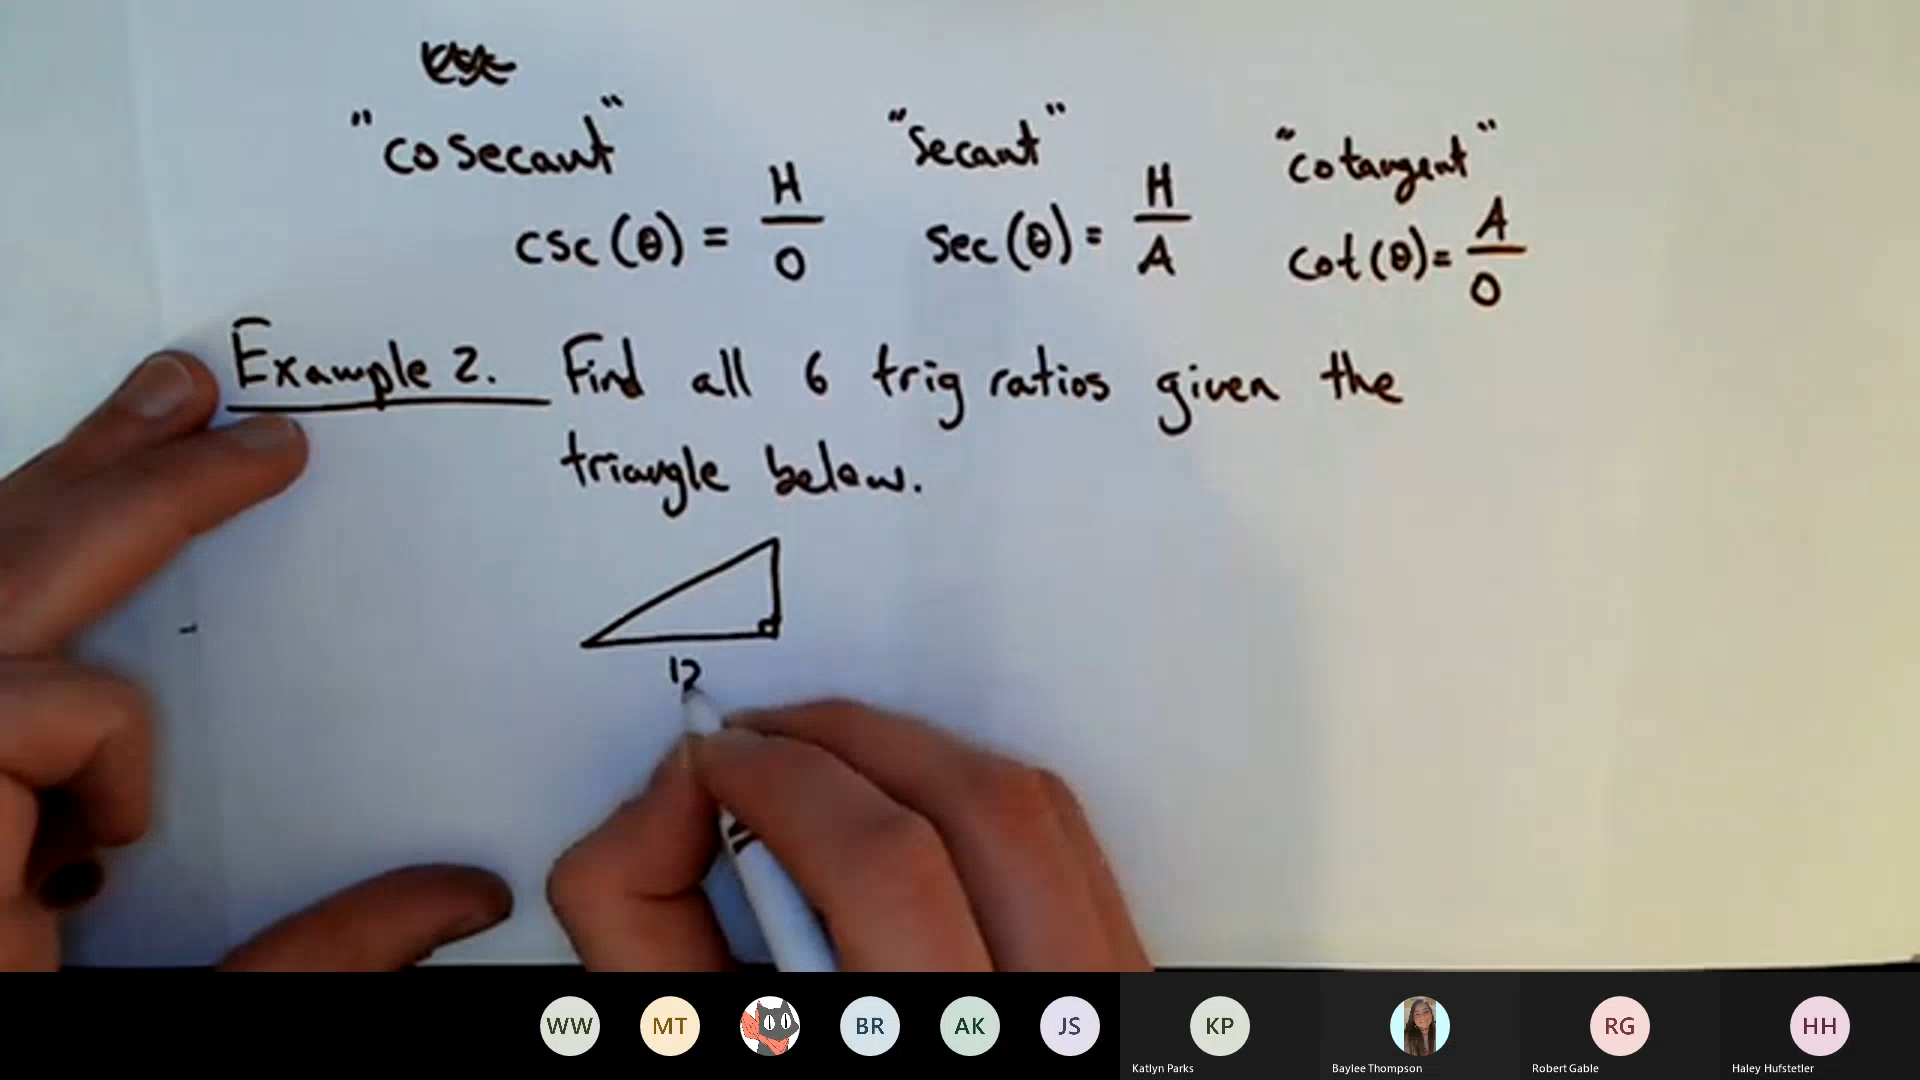 "cosecant" "secant" "cotangent"
csc(θ) = H/O sec(θ) = H/A cot(θ) = A/O
Example 2. Find all 6 trig ratios given the
triangle below.
12
WW MT BR AK JS KP RG HH
Katlyn Parks Baylee Thompson Robert Gable Haley Hufstetler